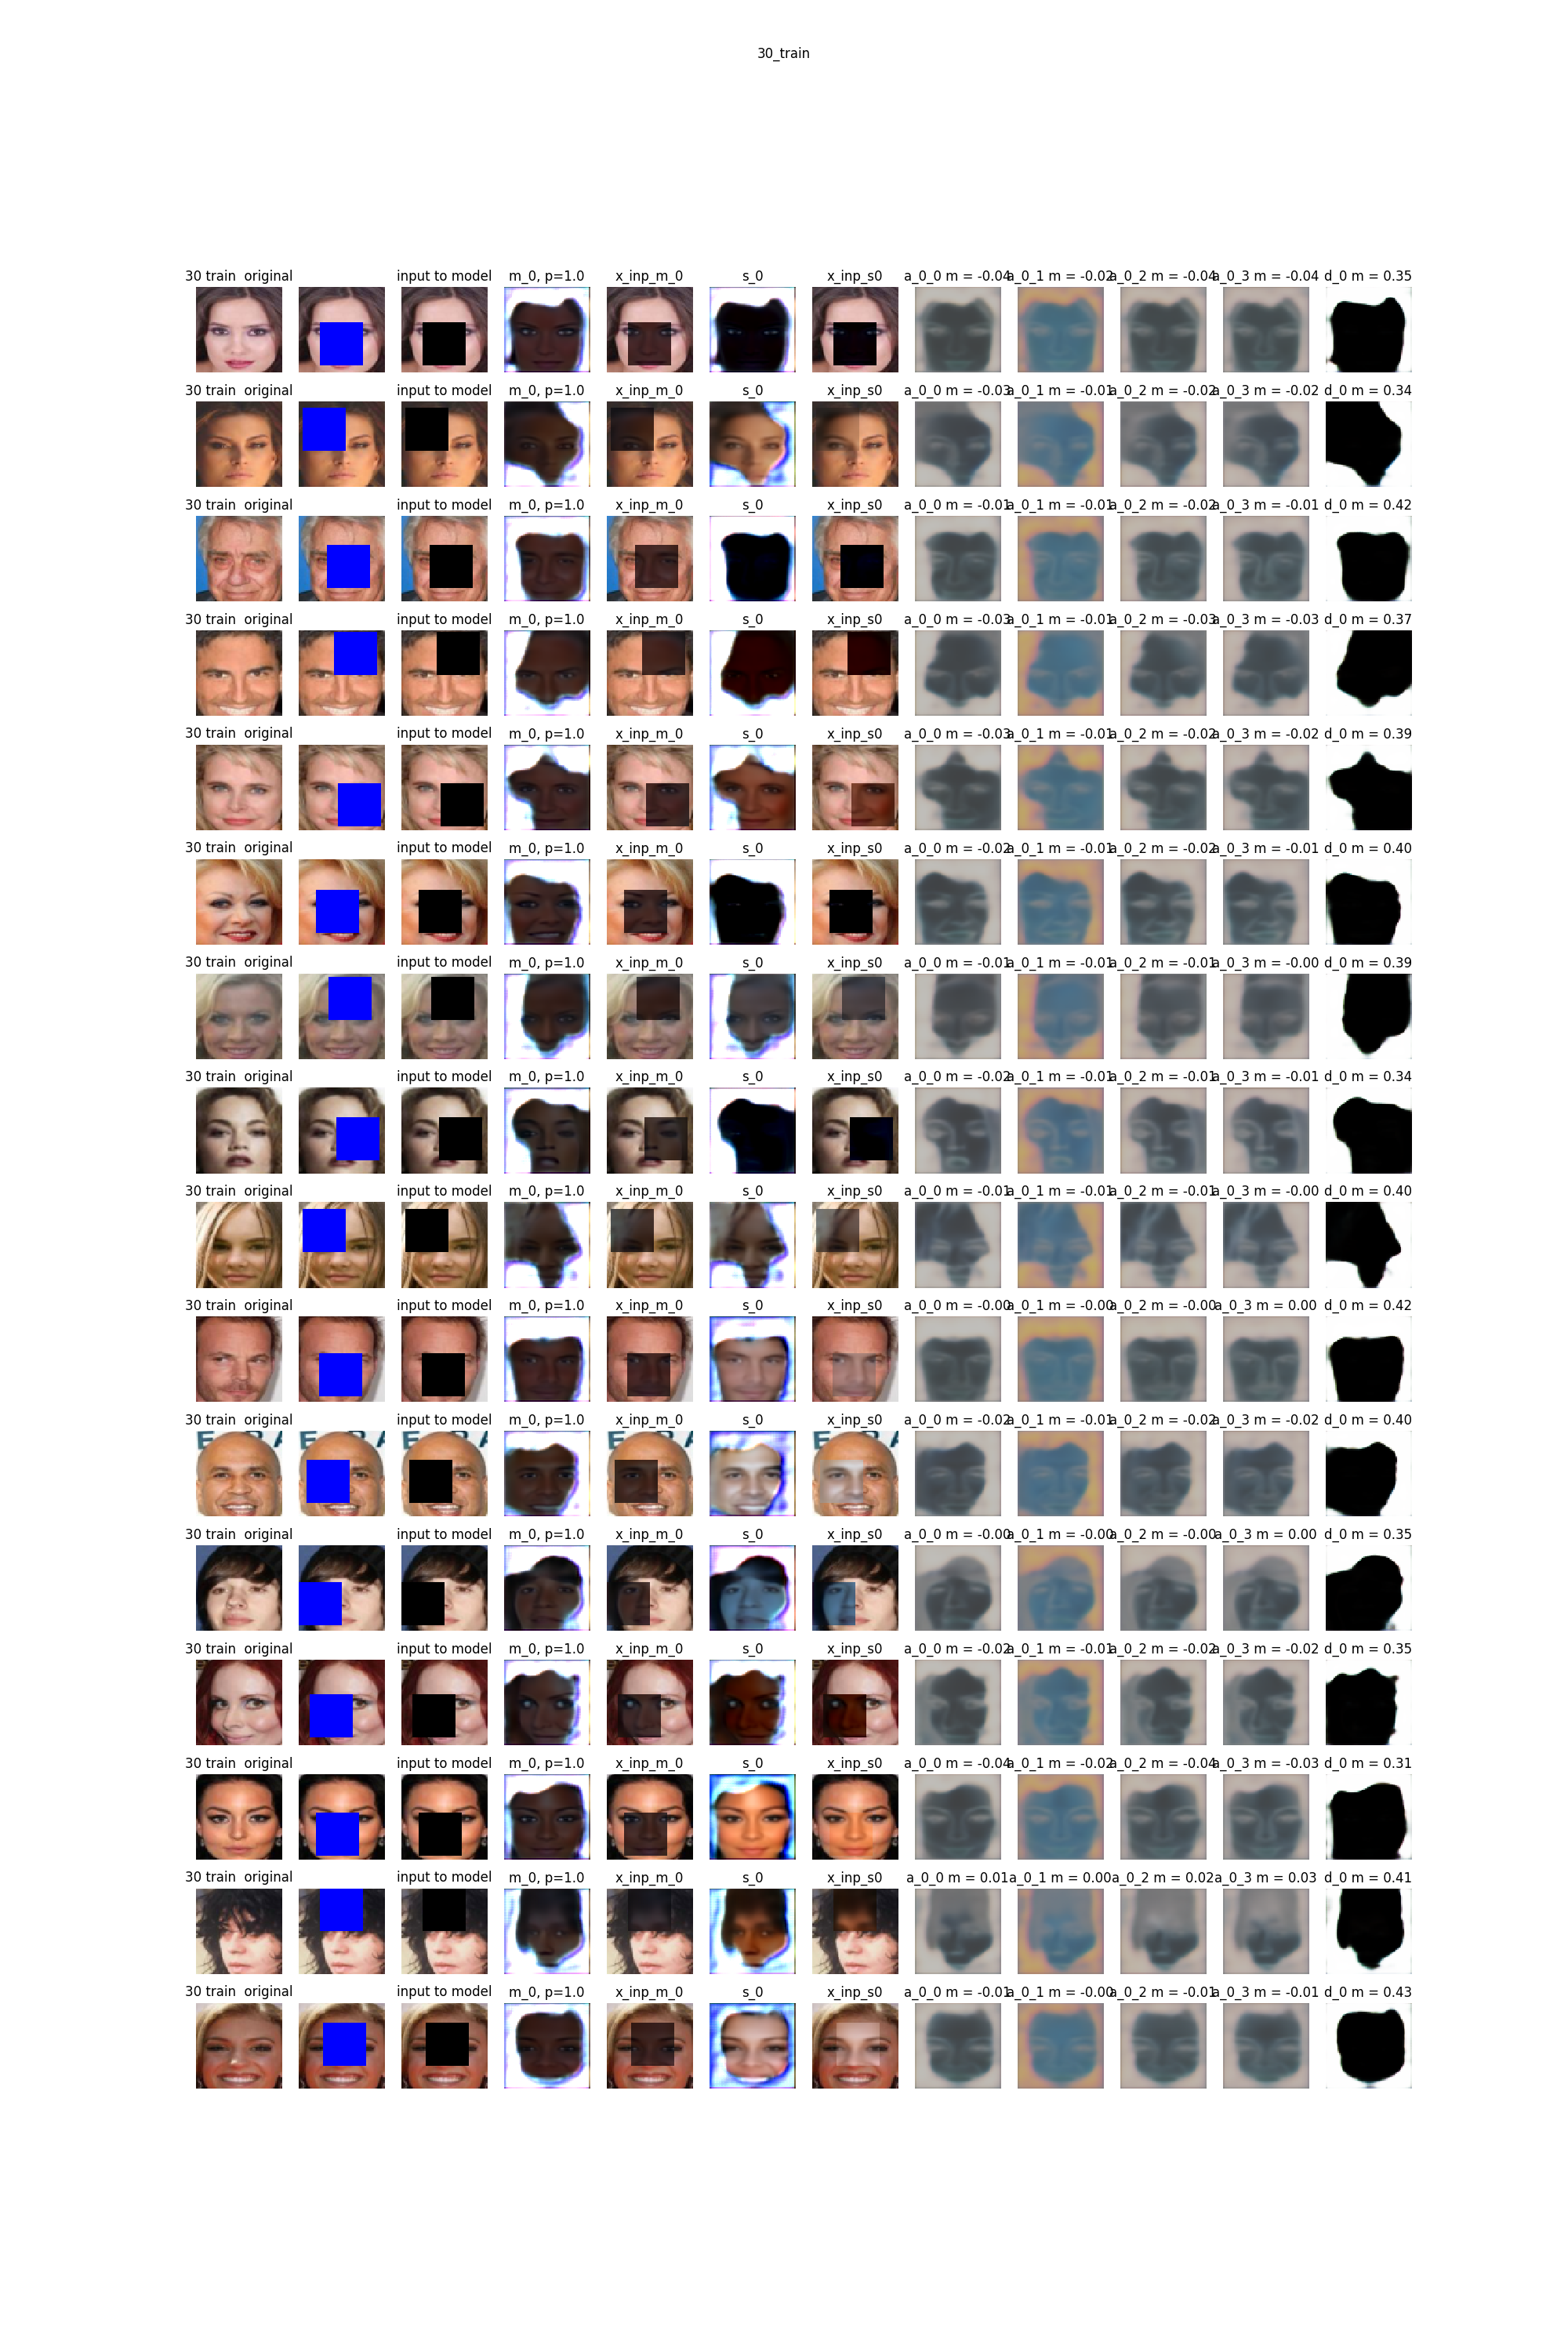 30_train
30 train original input to model m_0, p=1.0 x_inp_m_0 s_0 x_inp_s0 a_0_0 m = -0.04 a_0_1 m = -0.02 a_0_2 m = -0.04 a_0_3 m = -0.04 d_0 m = 0.35
30 train original input to model m_0, p=1.0 x_inp_m_0 s_0 x_inp_s0 a_0_0 m = -0.03 a_0_1 m = -0.01 a_0_2 m = -0.02 a_0_3 m = -0.02 d_0 m = 0.34
30 train original input to model m_0, p=1.0 x_inp_m_0 s_0 x_inp_s0 a_0_0 m = -0.01 a_0_1 m = -0.01 a_0_2 m = -0.02 a_0_3 m = -0.01 d_0 m = 0.42
30 train original input to model m_0, p=1.0 x_inp_m_0 s_0 x_inp_s0 a_0_0 m = -0.03 a_0_1 m = -0.01 a_0_2 m = -0.03 a_0_3 m = -0.03 d_0 m = 0.37
30 train original input to model m_0, p=1.0 x_inp_m_0 s_0 x_inp_s0 a_0_0 m = -0.03 a_0_1 m = -0.01 a_0_2 m = -0.02 a_0_3 m = -0.02 d_0 m = 0.39
30 train original input to model m_0, p=1.0 x_inp_m_0 s_0 x_inp_s0 a_0_0 m = -0.02 a_0_1 m = -0.01 a_0_2 m = -0.02 a_0_3 m = -0.01 d_0 m = 0.40
30 train original input to model m_0, p=1.0 x_inp_m_0 s_0 x_inp_s0 a_0_0 m = -0.01 a_0_1 m = -0.01 a_0_2 m = -0.01 a_0_3 m = -0.00 d_0 m = 0.39
30 train original input to model m_0, p=1.0 x_inp_m_0 s_0 x_inp_s0 a_0_0 m = -0.02 a_0_1 m = -0.01 a_0_2 m = -0.01 a_0_3 m = -0.01 d_0 m = 0.34
30 train original input to model m_0, p=1.0 x_inp_m_0 s_0 x_inp_s0 a_0_0 m = -0.01 a_0_1 m = -0.01 a_0_2 m = -0.01 a_0_3 m = -0.00 d_0 m = 0.40
30 train original input to model m_0, p=1.0 x_inp_m_0 s_0 x_inp_s0 a_0_0 m = -0.00 a_0_1 m = -0.00 a_0_2 m = -0.00 a_0_3 m = 0.00 d_0 m = 0.42
30 train original input to model m_0, p=1.0 x_inp_m_0 s_0 x_inp_s0 a_0_0 m = -0.02 a_0_1 m = -0.01 a_0_2 m = -0.02 a_0_3 m = -0.02 d_0 m = 0.40
30 train original input to model m_0, p=1.0 x_inp_m_0 s_0 x_inp_s0 a_0_0 m = -0.00 a_0_1 m = -0.00 a_0_2 m = -0.00 a_0_3 m = 0.00 d_0 m = 0.35
30 train original input to model m_0, p=1.0 x_inp_m_0 s_0 x_inp_s0 a_0_0 m = -0.02 a_0_1 m = -0.01 a_0_2 m = -0.02 a_0_3 m = -0.02 d_0 m = 0.35
30 train original input to model m_0, p=1.0 x_inp_m_0 s_0 x_inp_s0 a_0_0 m = -0.04 a_0_1 m = -0.02 a_0_2 m = -0.04 a_0_3 m = -0.03 d_0 m = 0.31
30 train original input to model m_0, p=1.0 x_inp_m_0 s_0 x_inp_s0 a_0_0 m = 0.01 a_0_1 m = 0.00 a_0_2 m = 0.02 a_0_3 m = 0.03 d_0 m = 0.41
30 train original input to model m_0, p=1.0 x_inp_m_0 s_0 x_inp_s0 a_0_0 m = -0.01 a_0_1 m = -0.00 a_0_2 m = -0.01 a_0_3 m = -0.01 d_0 m = 0.43